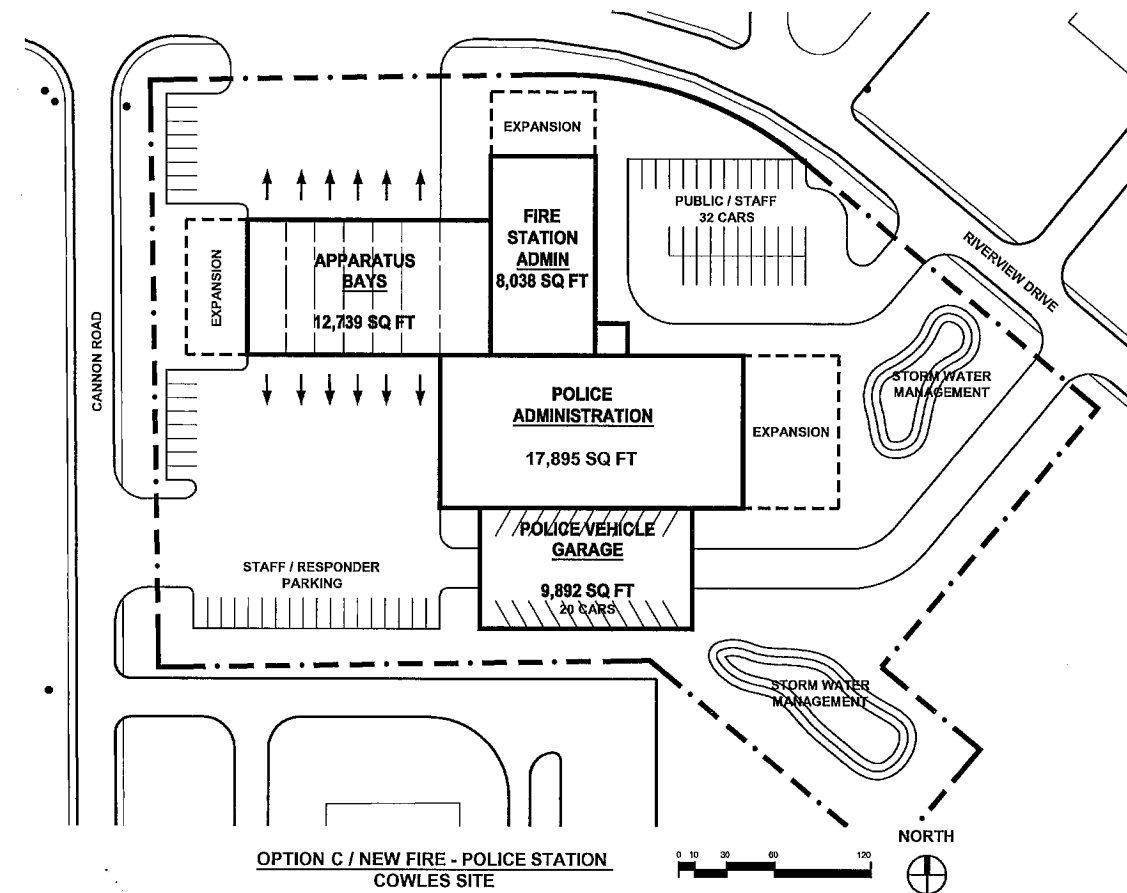 EXPANSION
FIRE
STATION
ADMIN
8,038 SQ FT
PUBLIC / STAFF
32 CARS
RIVERVIEW DRIVE
EXPANSION
APPARATUS
BAYS
12,739 SQ FT
CANNON ROAD
STORM WATER
MANAGEMENT
POLICE
ADMINISTRATION
17,895 SQ FT
EXPANSION
POLICE VEHICLE
GARAGE
9,892 SQ FT
20 CARS
STAFF / RESPONDER
PARKING
STORM WATER
MANAGEMENT
OPTION C / NEW FIRE - POLICE STATION
COWLES SITE
0 10 30 60 120
NORTH